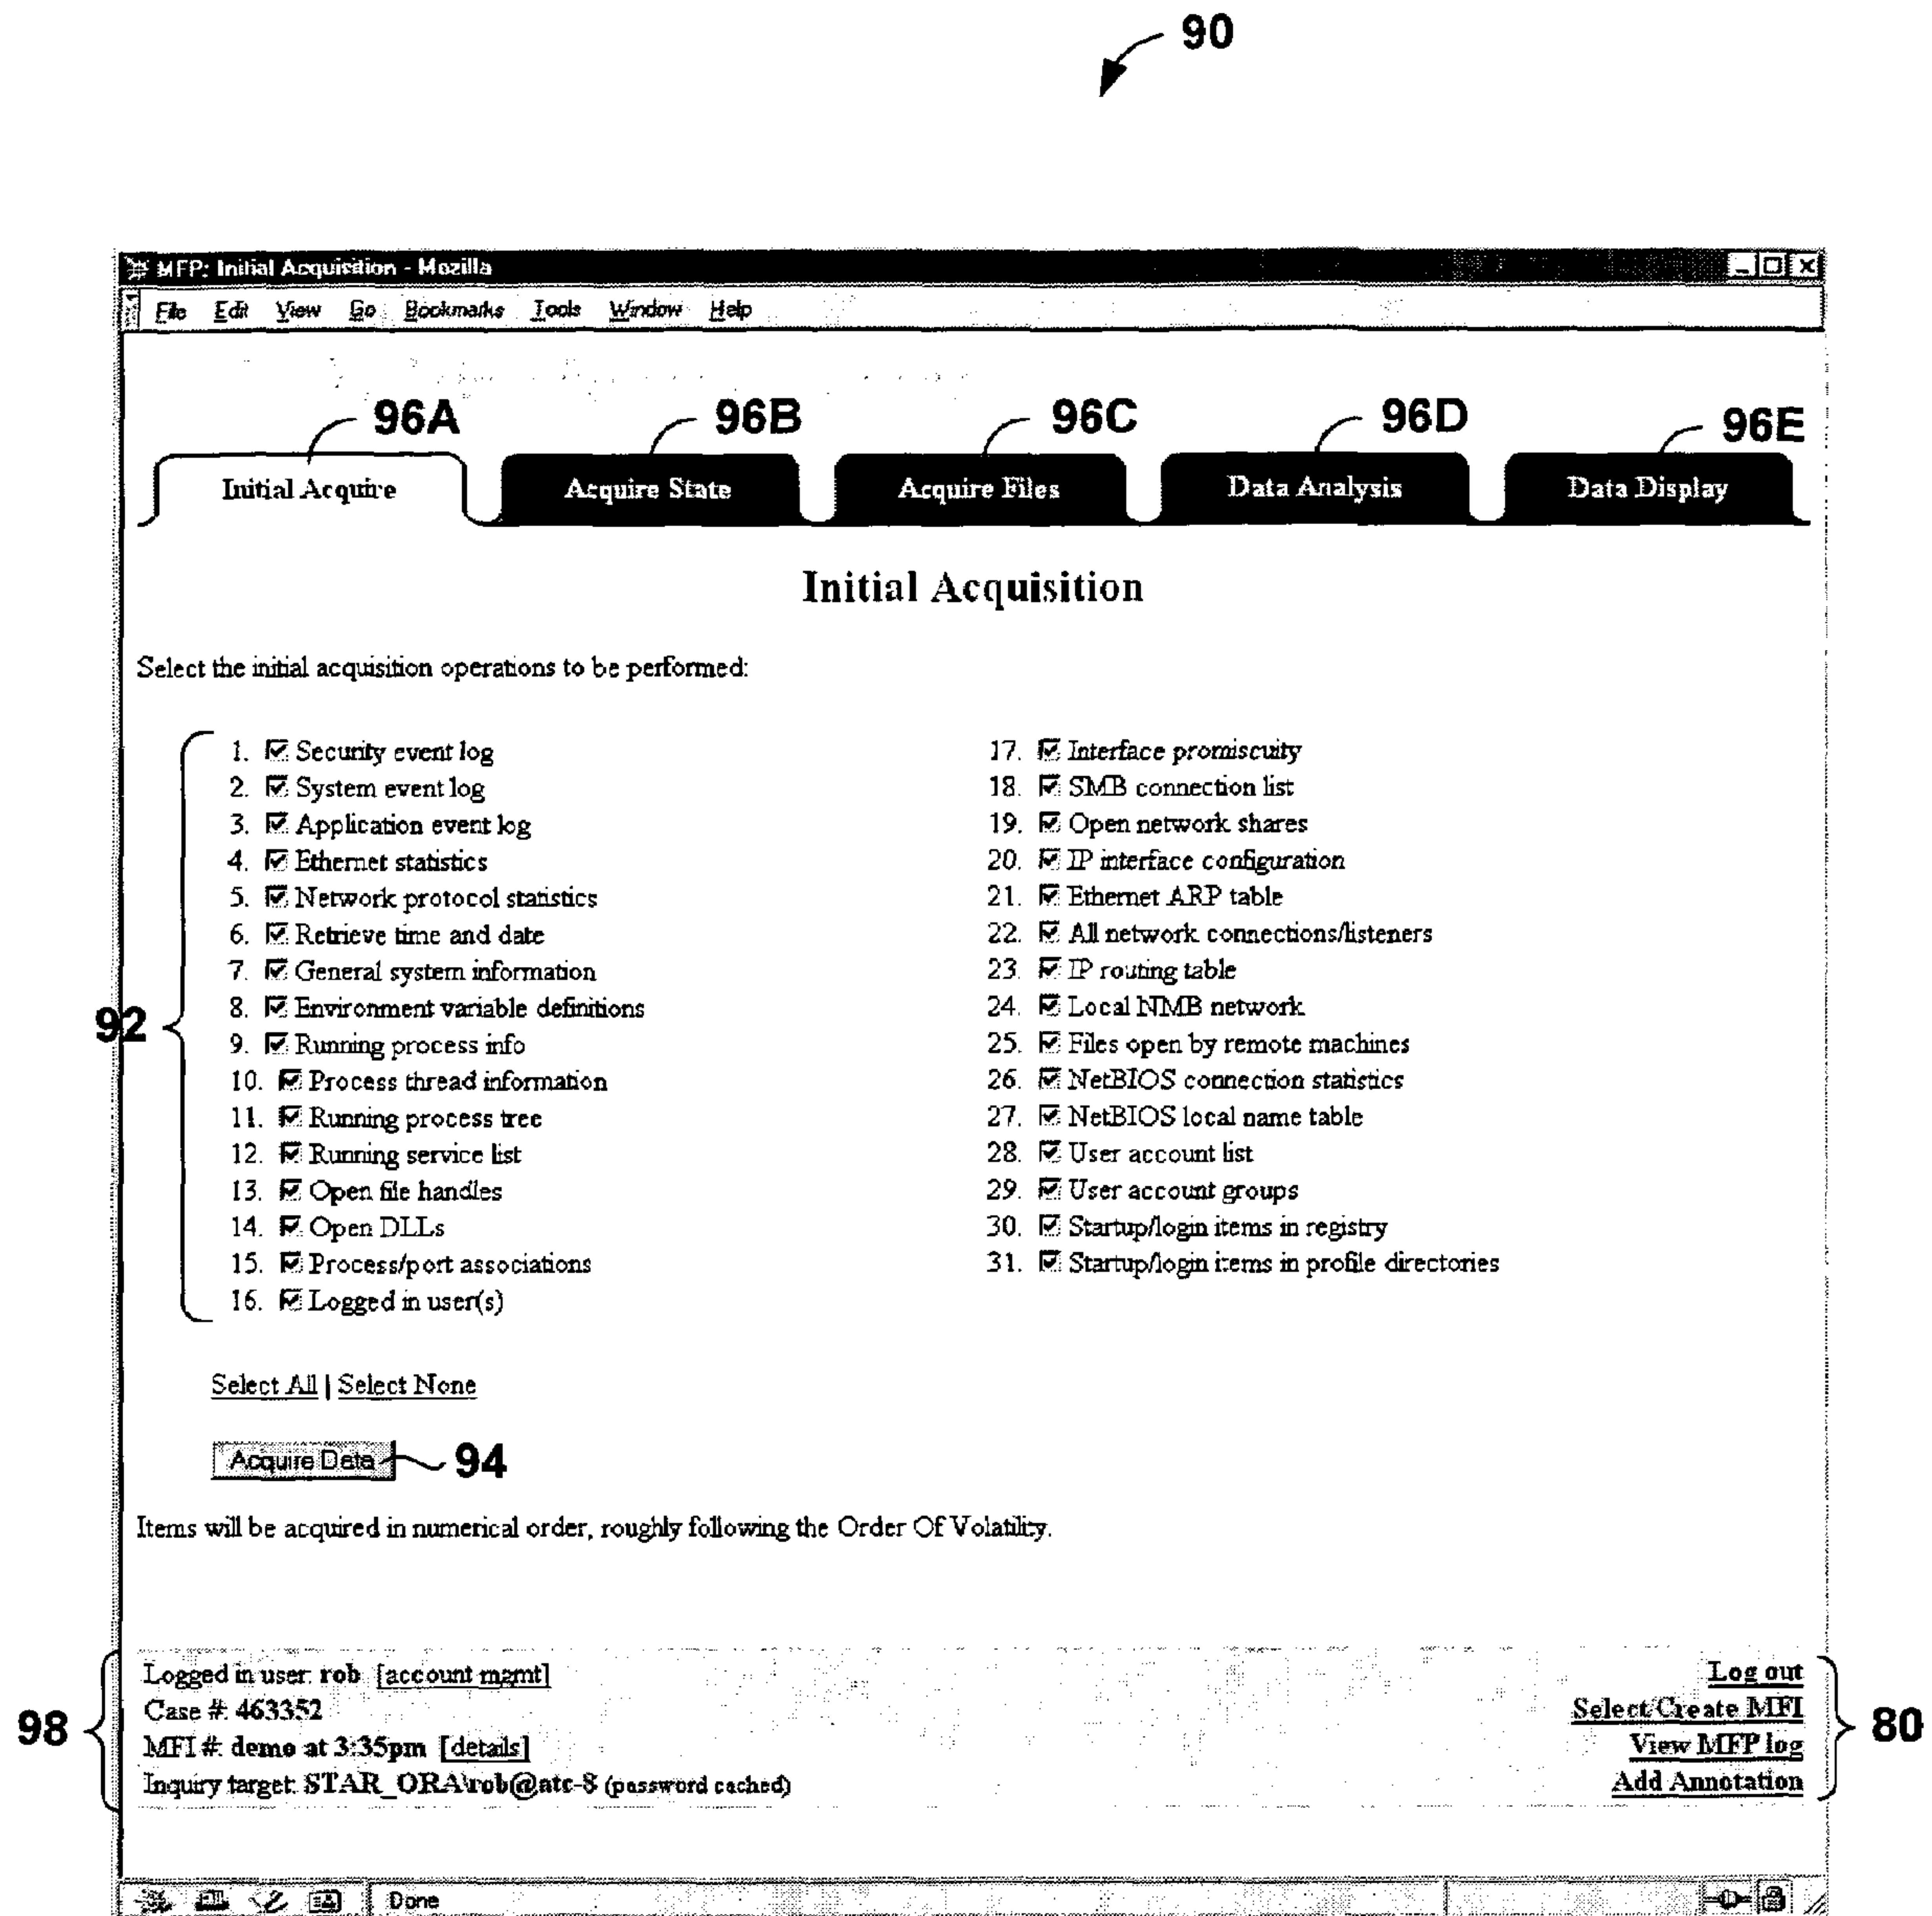 90
MFP: Initial Acquisition - Mozilla
File Edit View Go Bookmarks Tools Window Help
96A 96B 96C 96D 96E
Initial Acquire Acquire State Acquire Files Data Analysis Data Display
Initial Acquisition
Select the initial acquisition operations to be performed:
92
1. Security event log
2. System event log
3. Application event log
4. Ethernet statistics
5. Network protocol statistics
6. Retrieve time and date
7. General system information
8. Environment variable definitions
9. Running process info
10. Process thread information
11. Running process tree
12. Running service list
13. Open file handles
14. Open DLLs
15. Process/port associations
16. Logged in user(s)
17. Interface promiscuity
18. SMB connection list
19. Open network shares
20. IP interface configuration
21. Ethernet ARP table
22. All network connections/listeners
23. IP routing table
24. Local NMB network
25. Files open by remote machines
26. NetBIOS connection statistics
27. NetBIOS local name table
28. User account list
29. User account groups
30. Startup/login items in registry
31. Startup/login items in profile directories
Select All | Select None
Acquire Data 94
Items will be acquired in numerical order, roughly following the Order Of Volatility.
98
Logged in user: rob [account mgmt]
Case #: 463352
MFI #: demo at 3:35pm [details]
Inquiry target: STAR_ORA\rob@atc-8 (password cached)
Log out
Select/Create MFI
View MFP log
Add Annotation
80
Done